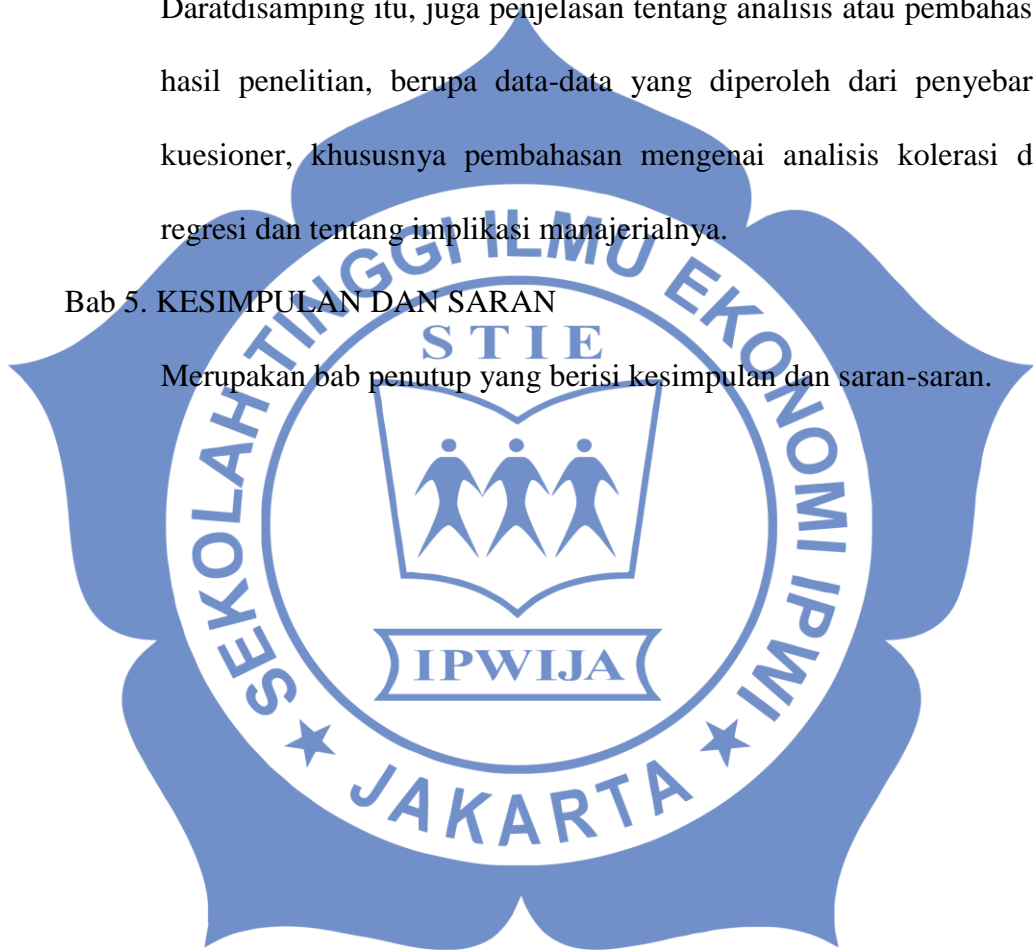 Daratdisamping itu, juga penjelasan tentang analisis atau pembahas
hasil penelitian, berupa data-data yang diperoleh dari penyebar
kuesioner, khususnya pembahasan mengenai analisis kolerasi d
regresi dan tentang implikasi manajerialnya.
Bab 5. KESIMPULAN DAN SARAN
Merupakan bab penutup yang berisi kesimpulan dan saran-saran.
SEKOLAH TINGGI ILMU EKONOMI IPWI
STIE
IPWIJA
JAKARTA